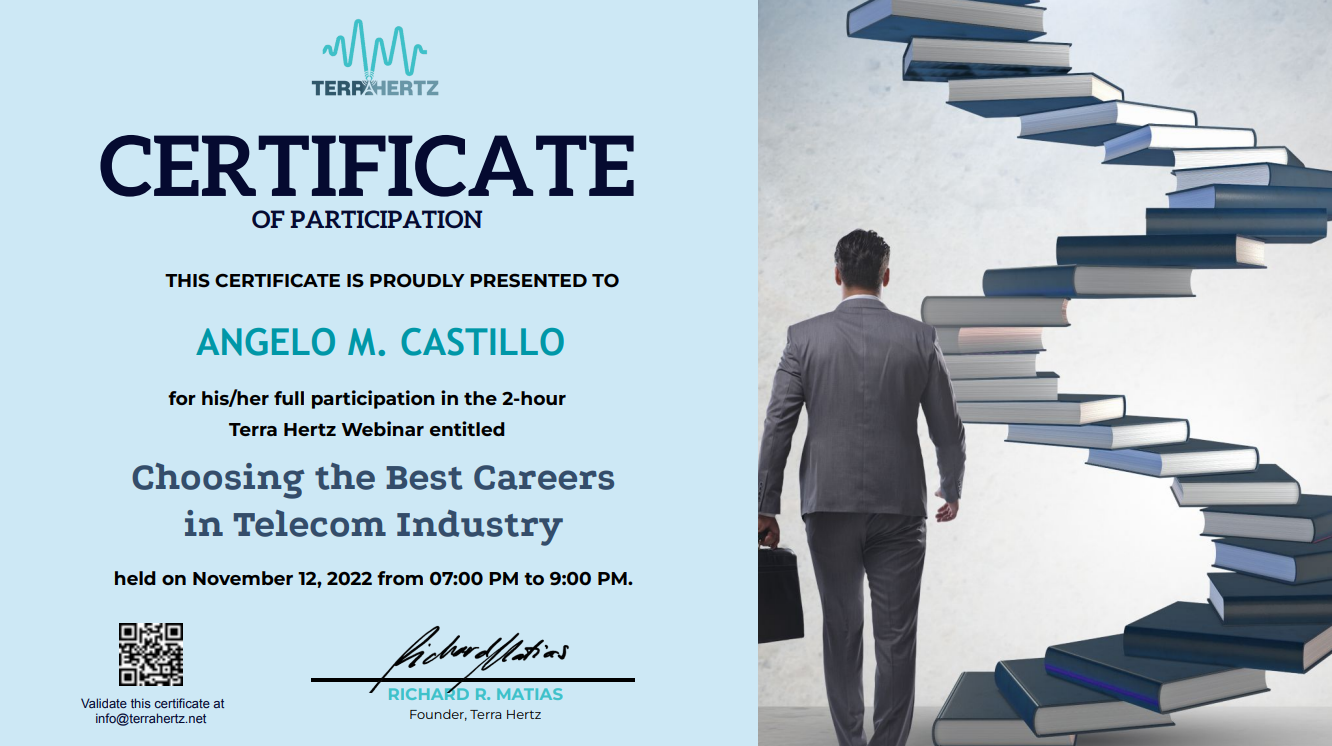 TERRAHERTZ
CERTIFICATE
OF PARTICIPATION
THIS CERTIFICATE IS PROUDLY PRESENTED TO
ANGELO M. CASTILLO
for his/her full participation in the 2-hour
Terra Hertz Webinar entitled
Choosing the Best Careers
in Telecom Industry
held on November 12, 2022 from 07:00 PM to 9:00 PM.
Richard Matias
RICHARD R. MATIAS
Founder, Terra Hertz
Validate this certificate at
info@terrahertz.net